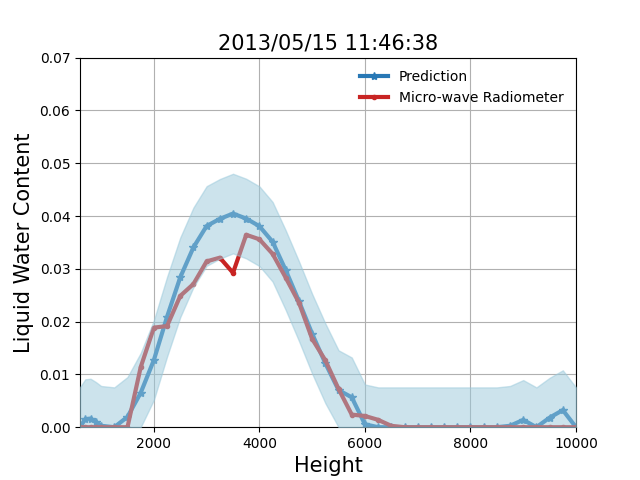 2013/05/15 11:46:38
Prediction
Micro-wave Radiometer
0.07
0.06
0.05
0.04
0.03
0.02
0.01
0.00
Liquid Water Content
2000 4000 6000 8000 10000
Height